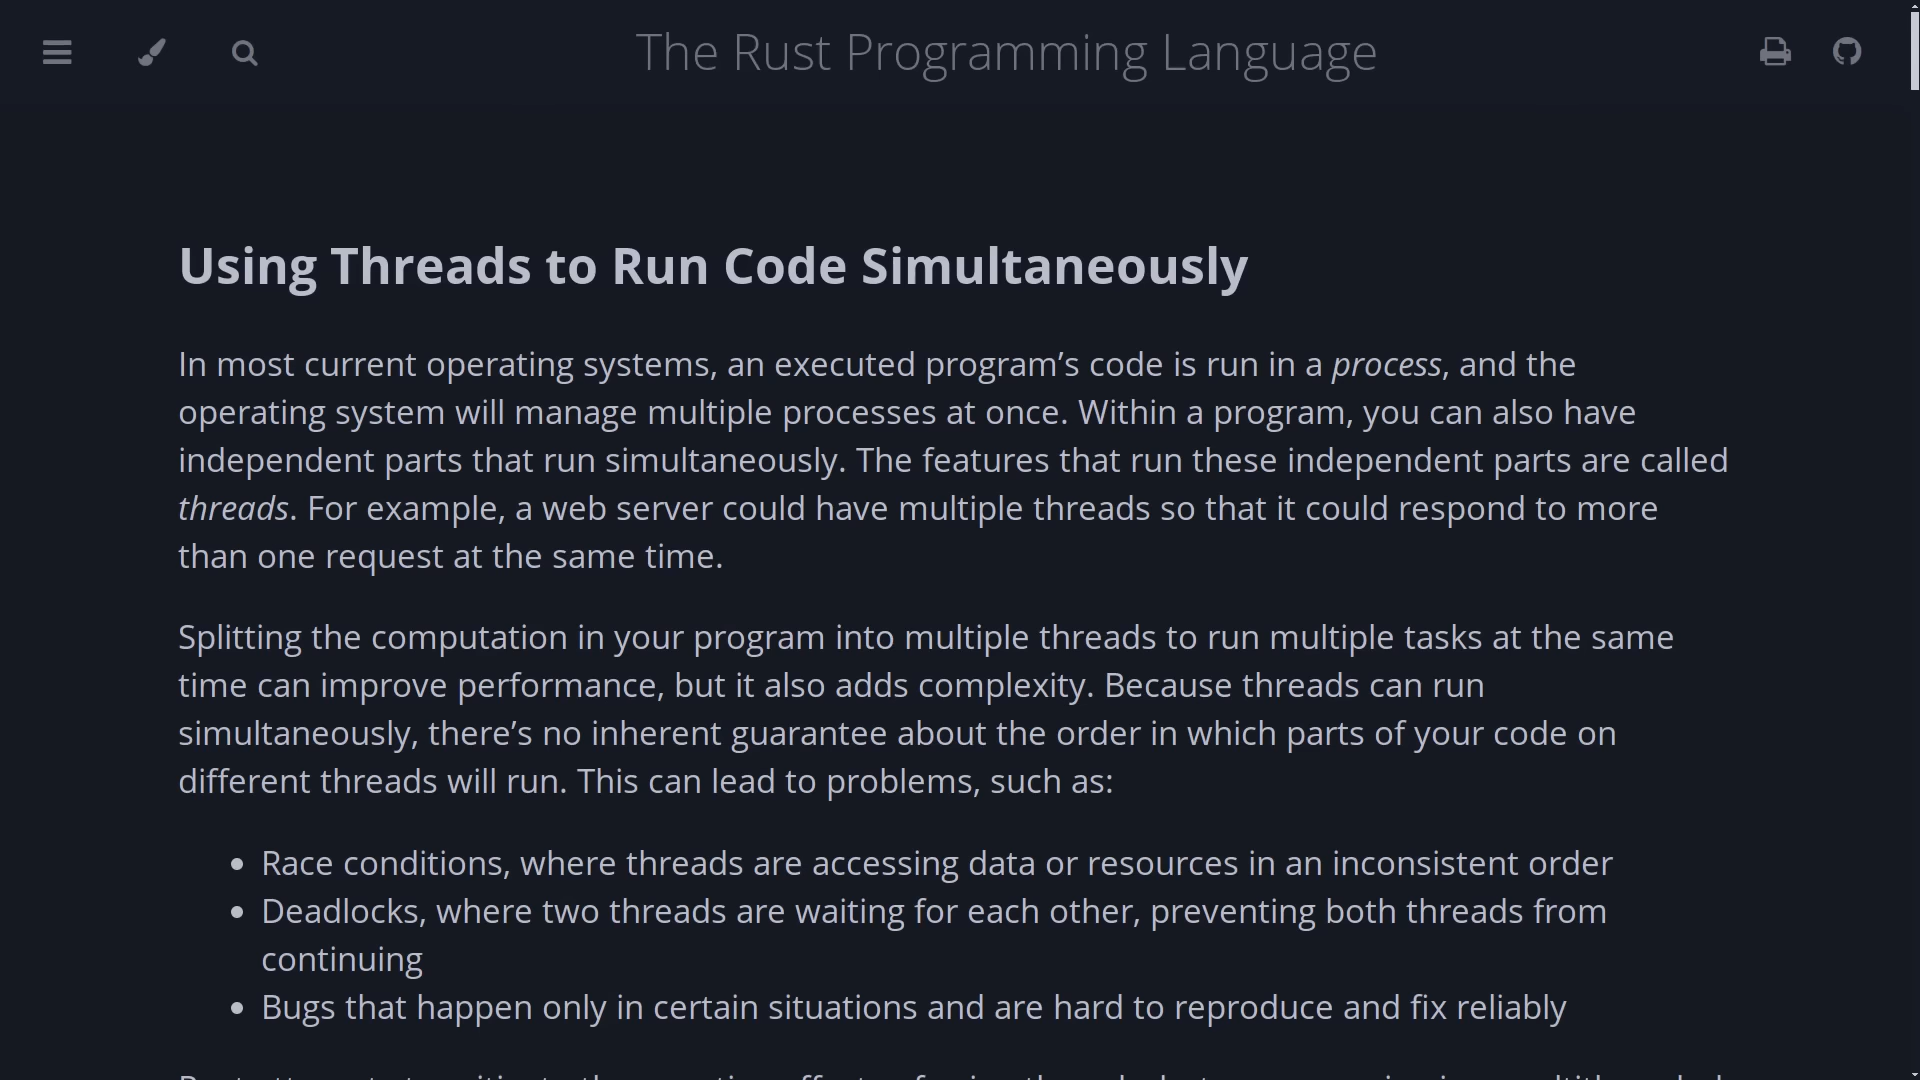 The Rust Programming Language
Using Threads to Run Code Simultaneously
In most current operating systems, an executed program’s code is run in a process, and the
operating system will manage multiple processes at once. Within a program, you can also have
independent parts that run simultaneously. The features that run these independent parts are called
threads. For example, a web server could have multiple threads so that it could respond to more
than one request at the same time.
Splitting the computation in your program into multiple threads to run multiple tasks at the same
time can improve performance, but it also adds complexity. Because threads can run
simultaneously, there’s no inherent guarantee about the order in which parts of your code on
different threads will run. This can lead to problems, such as:
Race conditions, where threads are accessing data or resources in an inconsistent order
Deadlocks, where two threads are waiting for each other, preventing both threads from
continuing
Bugs that happen only in certain situations and are hard to reproduce and fix reliably